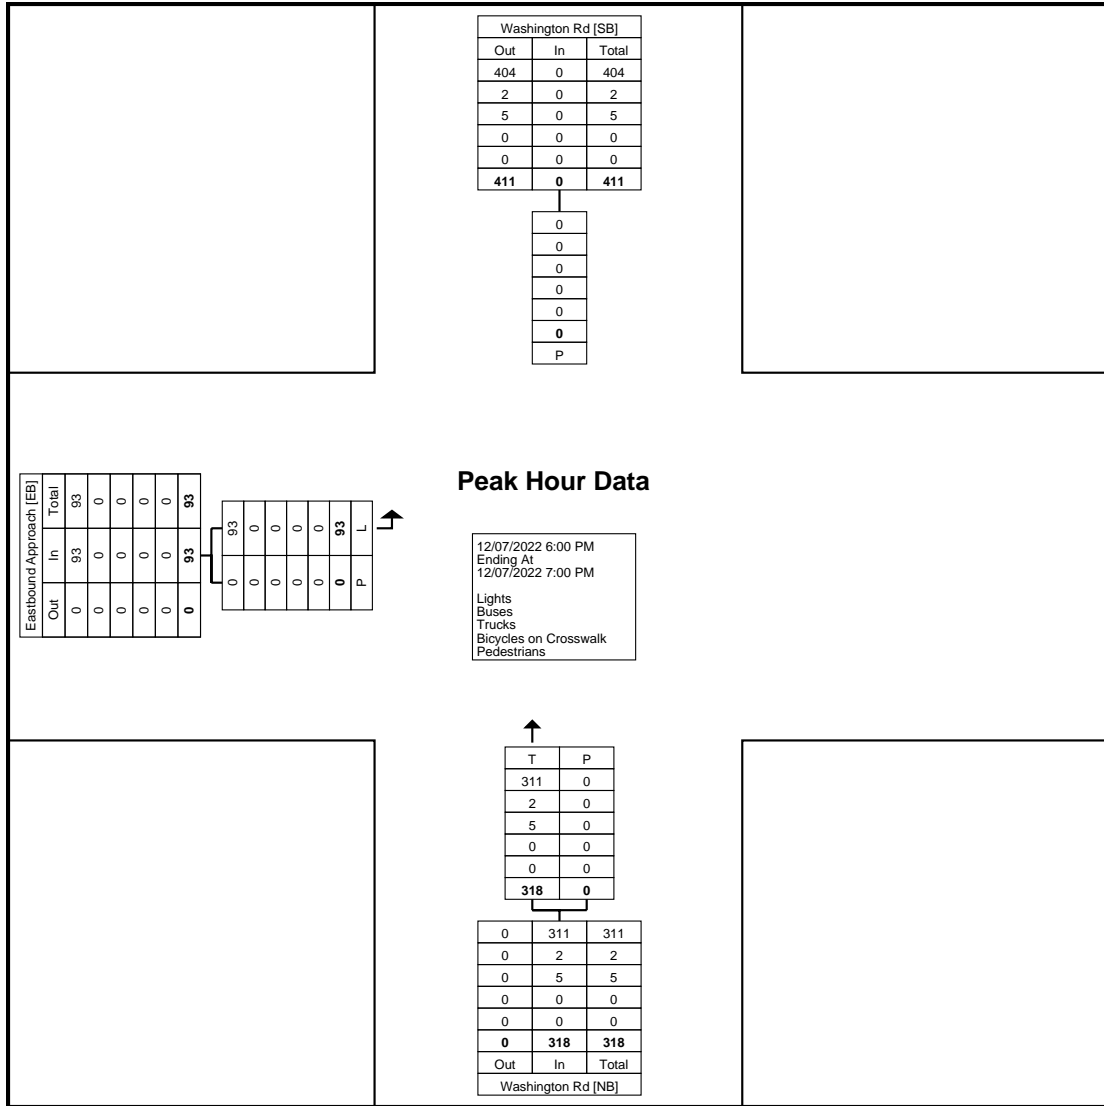 Washington Rd [SB]
Out In Total
404 0 404
2 0 2
5 0 5
0 0 0
0 0 0
411 0 411
0
0
0
0
0
0
P
Peak Hour Data
Eastbound Approach [EB]
Total 93 0 0 0 0 93
In 93 0 0 0 0 93
Out 0 0 0 0 0 0
93 0 0 0 0 93 L
0 0 0 0 0 0 P
12/07/2022 6:00 PM
Ending At
12/07/2022 7:00 PM
Lights
Buses
Trucks
Bicycles on Crosswalk
Pedestrians
T P
311 0
2 0
5 0
0 0
0 0
318 0
0 311 311
0 2 2
0 5 5
0 0 0
0 0 0
0 318 318
Out In Total
Washington Rd [NB]